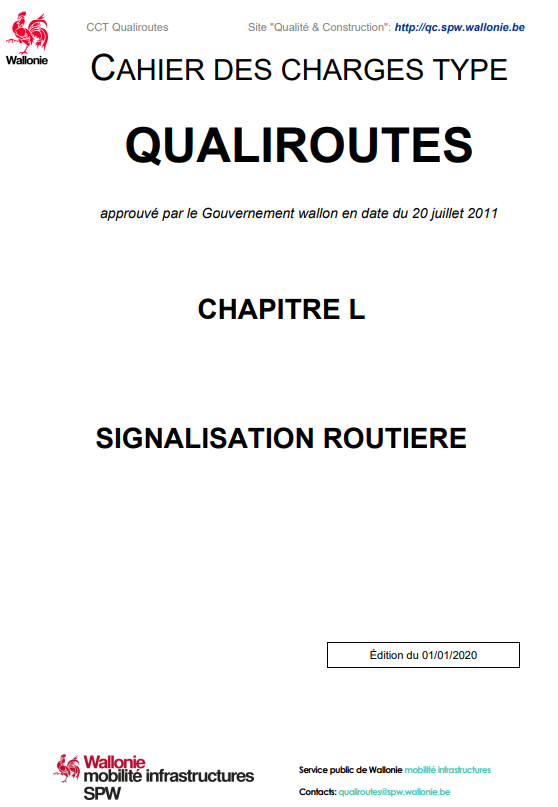 Wallonie
CCT Qualiroutes Site "Qualité & Construction": http://qc.spw.wallonie.be
CAHIER DES CHARGES TYPE
QUALIROUTES
approuvé par le Gouvernement wallon en date du 20 juillet 2011
CHAPITRE L
SIGNALISATION ROUTIERE
Édition du 01/01/2020
Wallonie
mobilité infrastructures
SPW
Service public de Wallonie mobilité infrastructures
Contacts: qualiroutes@spw.wallonie.be